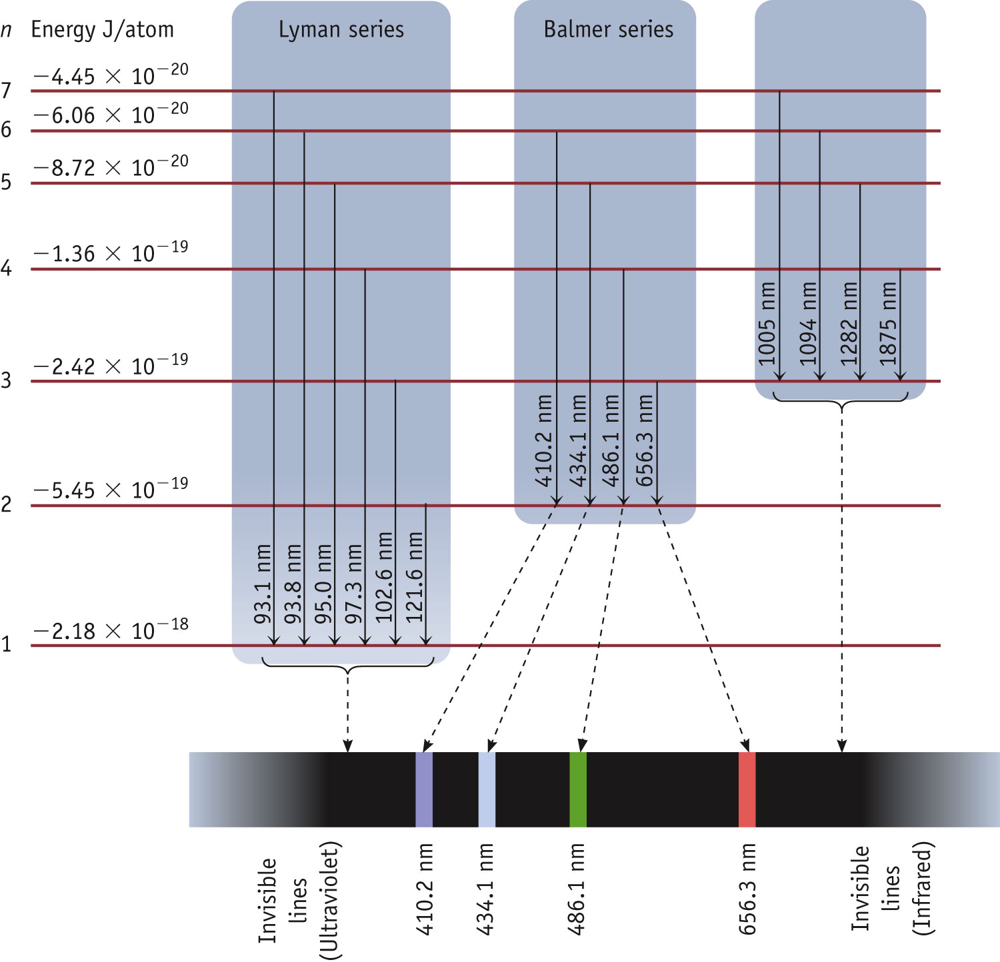 n Energy J/atom Lyman series Balmer series
−4.45 × 10⁻²⁰
7
−6.06 × 10⁻²⁰
6
−8.72 × 10⁻²⁰
5
−1.36 × 10⁻¹⁹
4
1005 nm
1094 nm
1282 nm
1875 nm
−2.42 × 10⁻¹⁹
3
410.2 nm
434.1 nm
486.1 nm
656.3 nm
−5.45 × 10⁻¹⁹
2
93.1 nm
93.8 nm
95.0 nm
97.3 nm
102.6 nm
121.6 nm
−2.18 × 10⁻¹⁸
1
Invisible
lines
(Ultraviolet)
410.2 nm
434.1 nm
486.1 nm
656.3 nm
Invisible
lines
(Infrared)